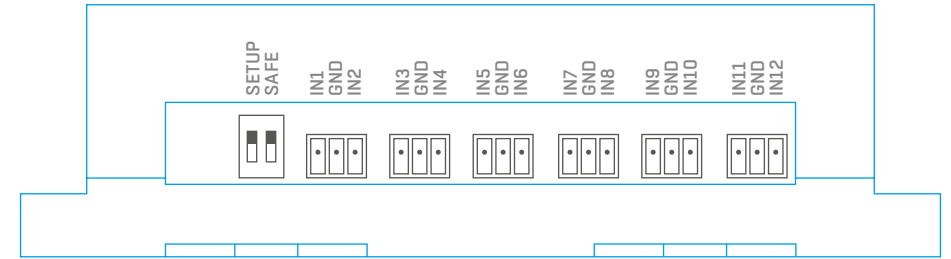 SETUP
SAFE
IN1
GND
IN2
IN3
GND
IN4
IN5
GND
IN6
IN7
GND
IN8
IN9
GND
IN10
IN11
GND
IN12